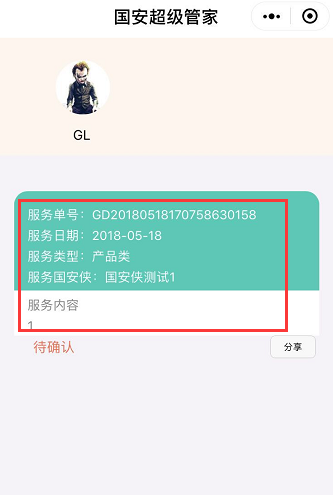 国安超级管家
GL
服务单号：GD20180518170758630158
服务日期：2018-05-18
服务类型：产品类
服务国安侠：国安侠测试1
服务内容
1
待确认
分享